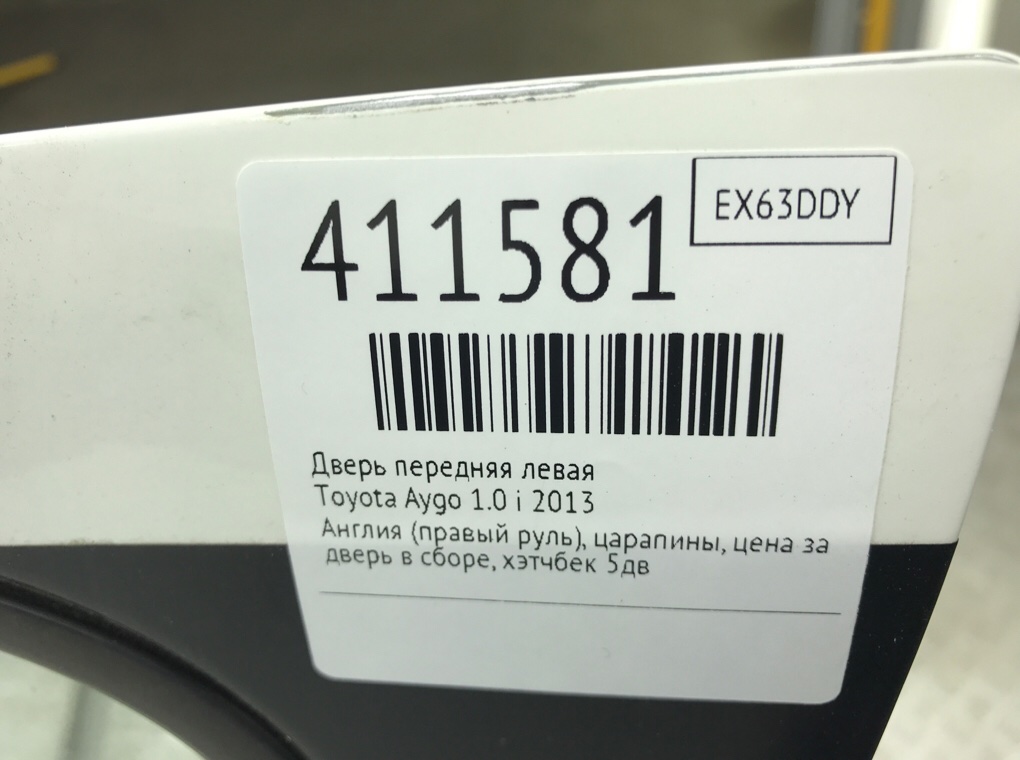 411581
EX63DDY
Дверь передняя левая
Toyota Aygo 1.0 i 2013
Англия (правый руль), царапины, цена за
дверь в сборе, хэтчбек 5дв